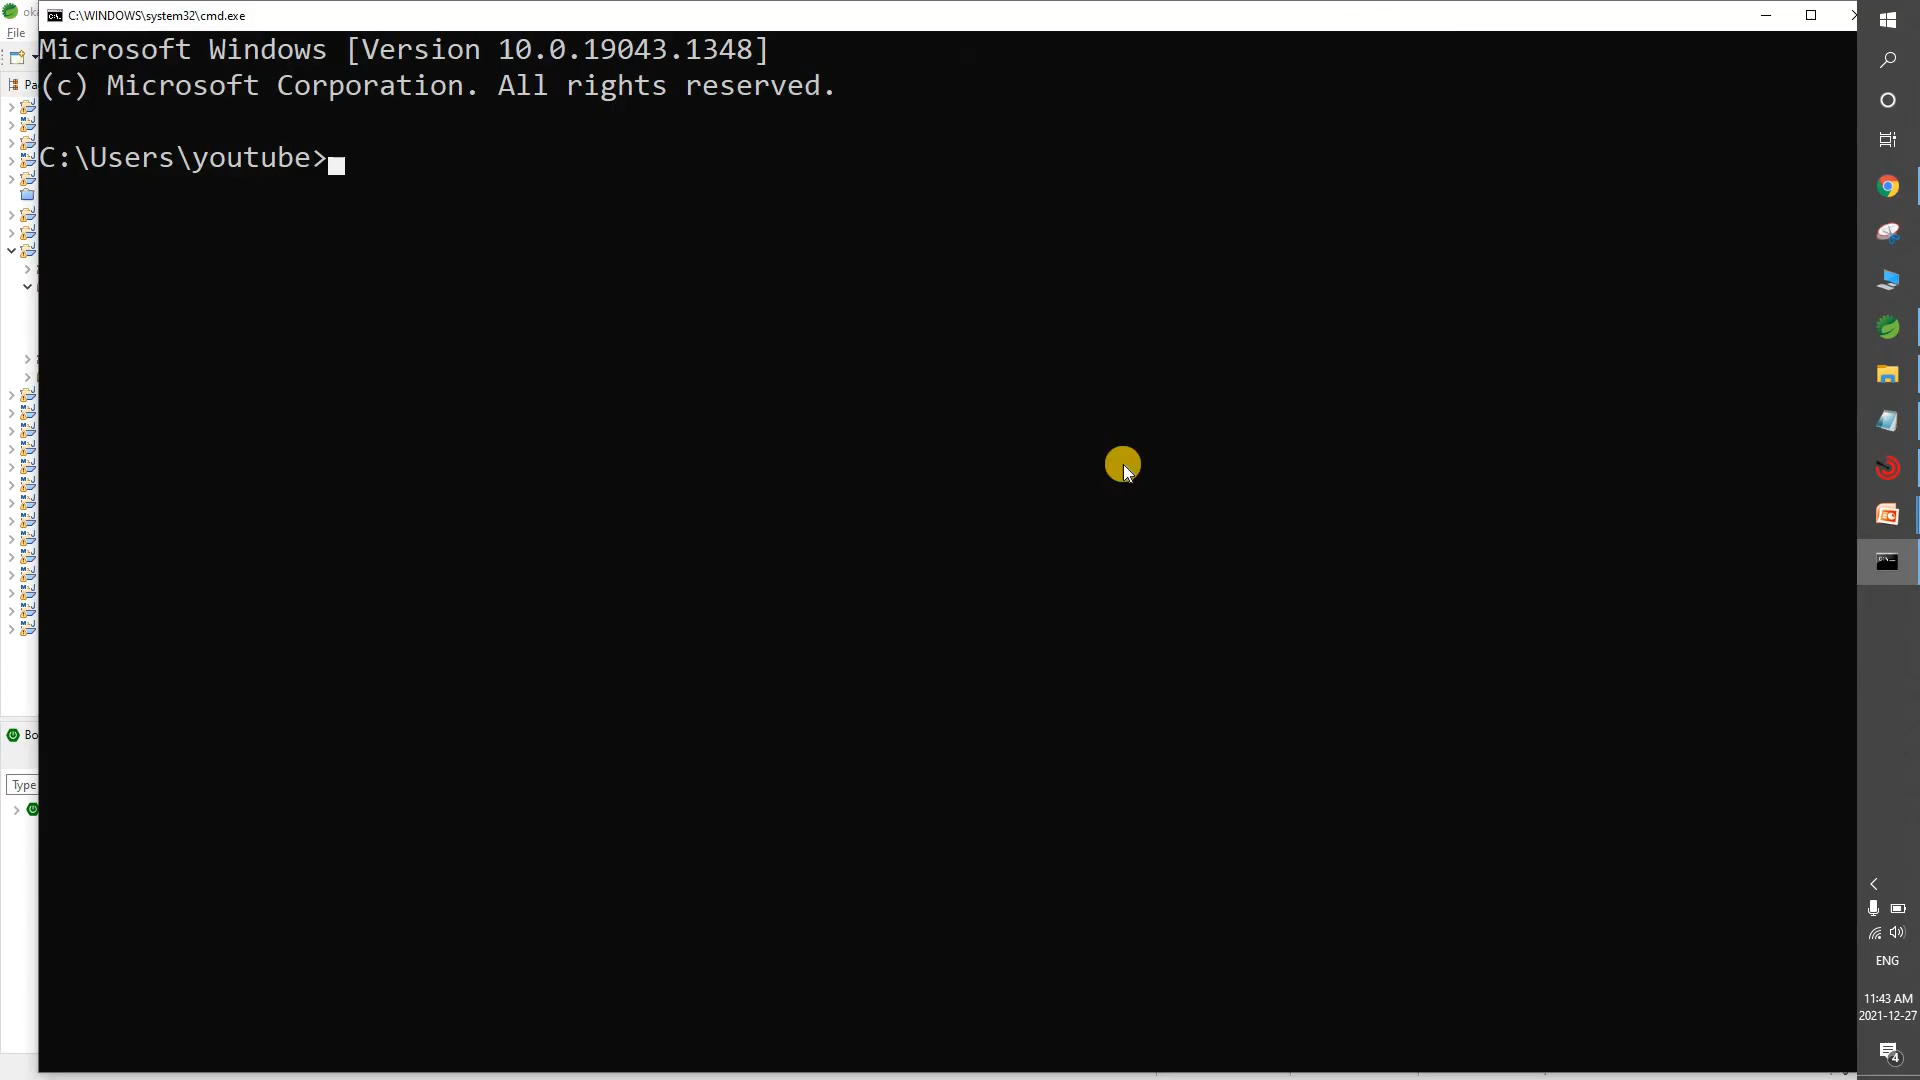 C:\WINDOWS\system32\cmd.exe
File
Microsoft Windows [Version 10.0.19043.1348]
(c) Microsoft Corporation. All rights reserved.
C:\Users\youtube>
Type
ENG
11:43 AM
2021-12-27
4